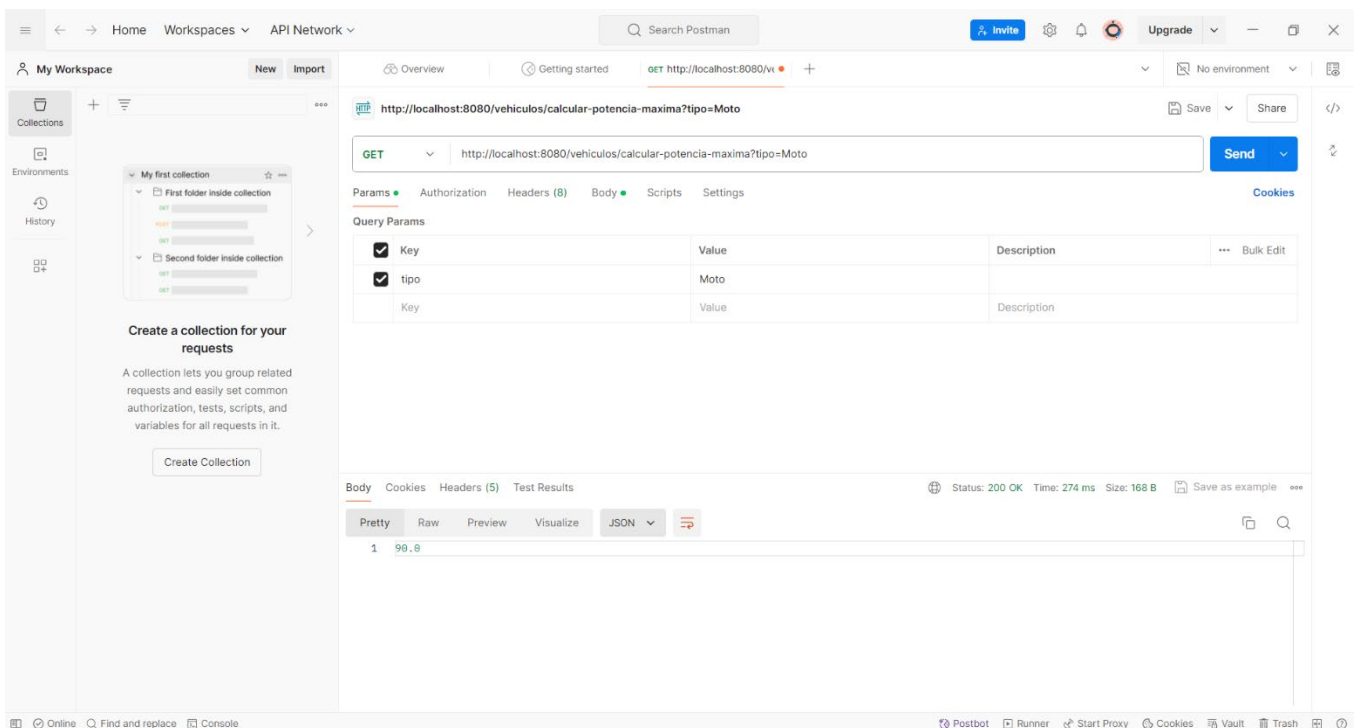 Home Workspaces API Network Search Postman Invite Upgrade
My Workspace New Import Overview Getting started GET http://localhost:8080/ve No environment
Collections
Environments
History
My first collection
First folder inside collection
GET
POST
GET
Second folder inside collection
GET
GET
Create a collection for your
requests
A collection lets you group related
requests and easily set common
authorization, tests, scripts, and
variables for all requests in it.
Create Collection
HTTP http://localhost:8080/vehiculos/calcular-potencia-maxima?tipo=Moto Save Share
GET http://localhost:8080/vehiculos/calcular-potencia-maxima?tipo=Moto Send
Params Authorization Headers (8) Body Scripts Settings Cookies
Query Params
Key Value Description Bulk Edit
tipo Moto
Key Value Description
Body Cookies Headers (5) Test Results Status: 200 OK Time: 274 ms Size: 168 B Save as example
Pretty Raw Preview Visualize JSON
1 90.0
Online Find and replace Console Postbot Runner Start Proxy Cookies Vault Trash